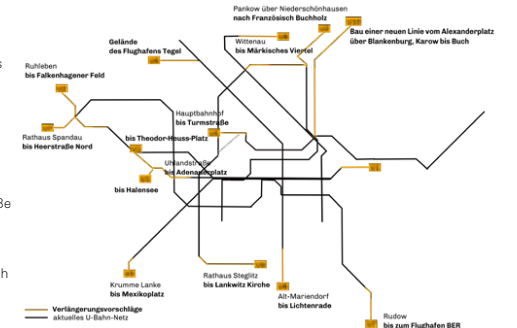 Pankow über Niederschönhausen
nach Französisch Buchholz
Bau einer neuen Linie vom Alexanderplatz
über Blankenburg, Karow bis Buch
Gelände
des Flughafens Tegel
Wittenau
bis Märkisches Viertel
Ruhleben
bis Falkenhagener Feld
Hauptbahnhof
bis Turmstraße
Rathaus Spandau
bis Heerstraße Nord
bis Theodor-Heuss-Platz
Uhlandstraße
bis Adenauerplatz
bis Halensee
Krumme Lanke
bis Mexikoplatz
Rathaus Steglitz
bis Lankwitz Kirche
Alt-Mariendorf
bis Lichtenrade
Rudow
bis zum Flughafen BER
Verlängerungsvorschläge
aktuelles U-Bahn-Netz